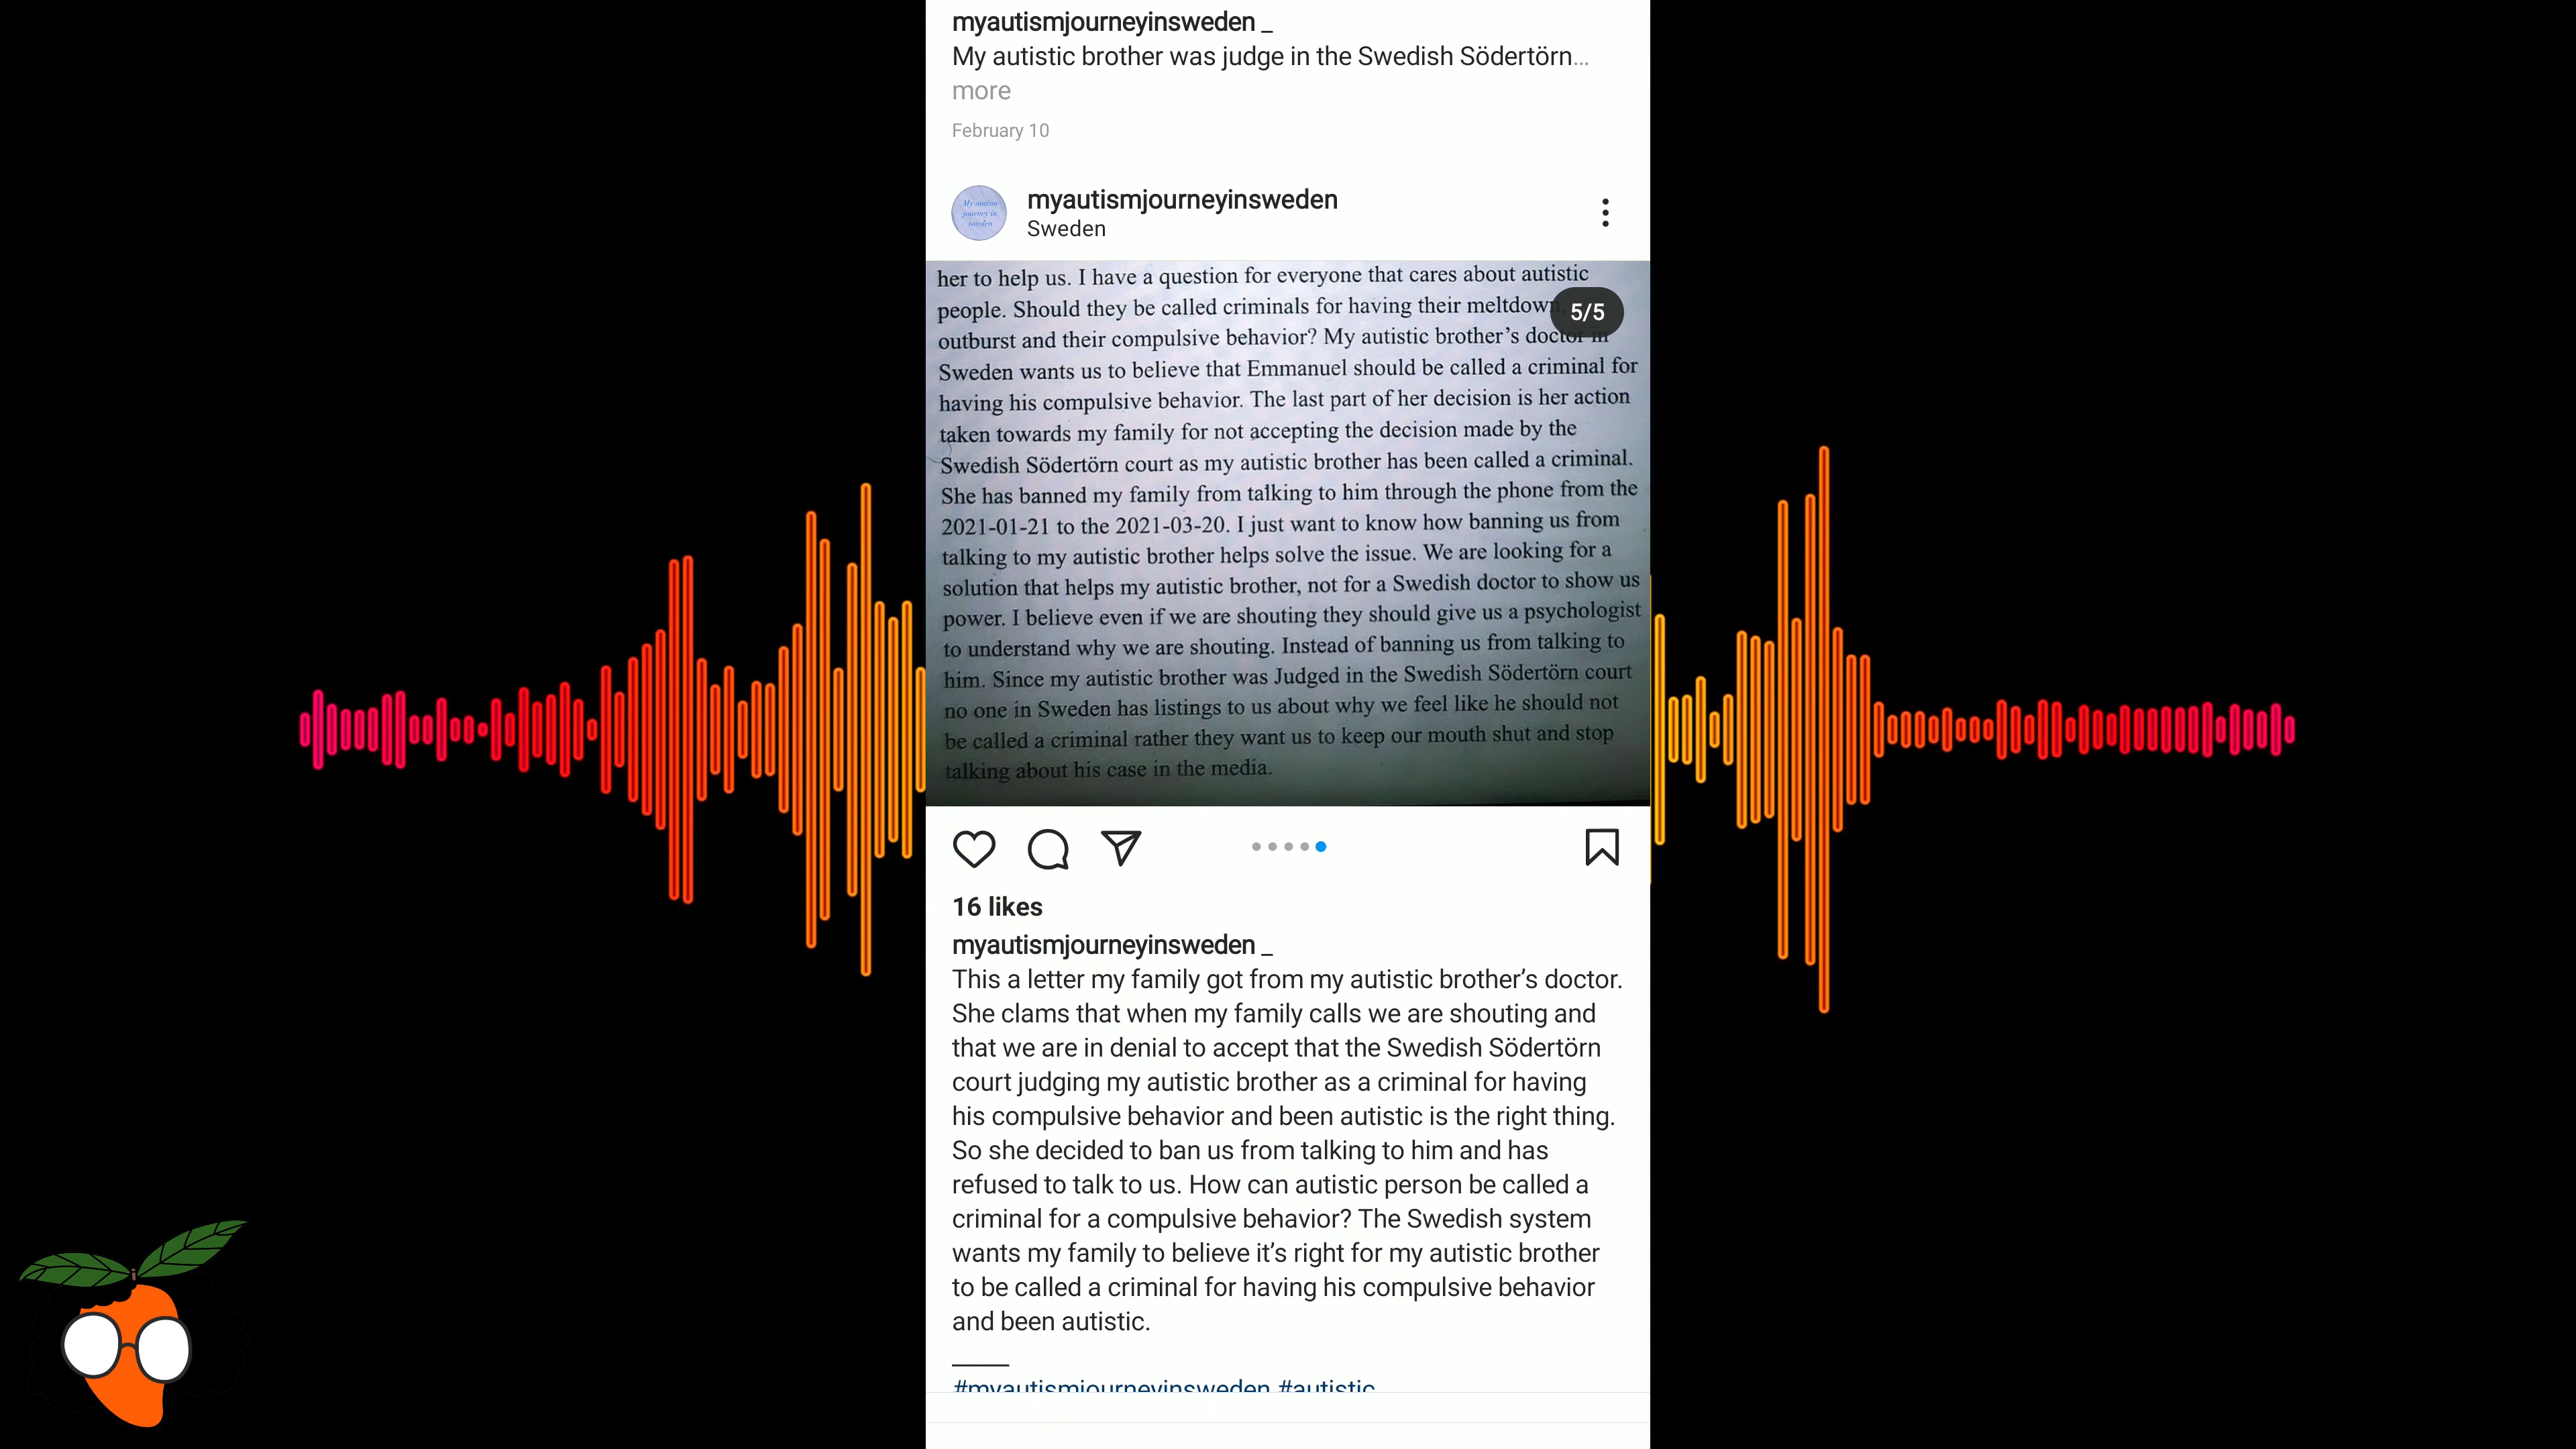 myautismjourneyinsweden _
My autistic brother was judge in the Swedish Södertörn...
more
February 10
My autism
journey in
sweden
myautismjourneyinsweden
Sweden
her to help us. I have a question for everyone that cares about autistic
people. Should they be called criminals for having their meltdown
5/5
outburst and their compulsive behavior? My autistic brother's doctor in
Sweden wants us to believe that Emmanuel should be called a criminal for
having his compulsive behavior. The last part of her decision is her action
taken towards my family for not accepting the decision made by the
Swedish Södertörn court as my autistic brother has been called a criminal.
She has banned my family from talking to him through the phone from the
2021-01-21 to the 2021-03-20. I just want to know how banning us from
talking to my autistic brother helps solve the issue. We are looking for a
solution that helps my autistic brother, not for a Swedish doctor to show us
power. I believe even if we are shouting they should give us a psychologist
to understand why we are shouting. Instead of banning us from talking to
him. Since my autistic brother was Judged in the Swedish Södertörn court
no one in Sweden has listings to us about why we feel like he should not
be called a criminal rather they want us to keep our mouth shut and stop
talking about his case in the media.
16 likes
myautismjourneyinsweden _
This a letter my family got from my autistic brother's doctor.
She clams that when my family calls we are shouting and
that we are in denial to accept that the Swedish Södertörn
court judging my autistic brother as a criminal for having
his compulsive behavior and been autistic is the right thing.
So she decided to ban us from talking to him and has
refused to talk to us. How can autistic person be called a
criminal for a compulsive behavior? The Swedish system
wants my family to believe it's right for my autistic brother
to be called a criminal for having his compulsive behavior
and been autistic.
#myautismjourneyinsweden #autistic